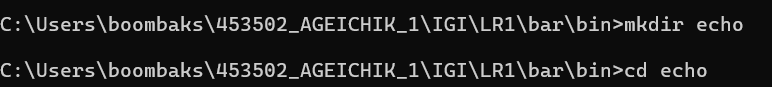 C:\Users\boombaks\453502_AGEICHIK_1\IGI\LR1\bar\bin>mkdir echo
C:\Users\boombaks\453502_AGEICHIK_1\IGI\LR1\bar\bin>cd echo